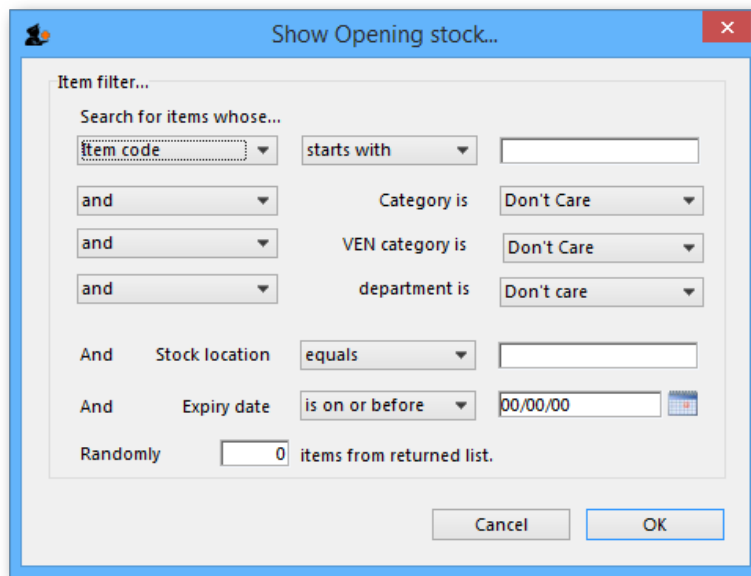 Show Opening stock...
Item filter...
Search for items whose...
Item code starts with
and Category is Don't Care
and VEN category is Don't Care
and department is Don't care
And Stock location equals
And Expiry date is on or before 00/00/00
Randomly 0 items from returned list.
Cancel OK